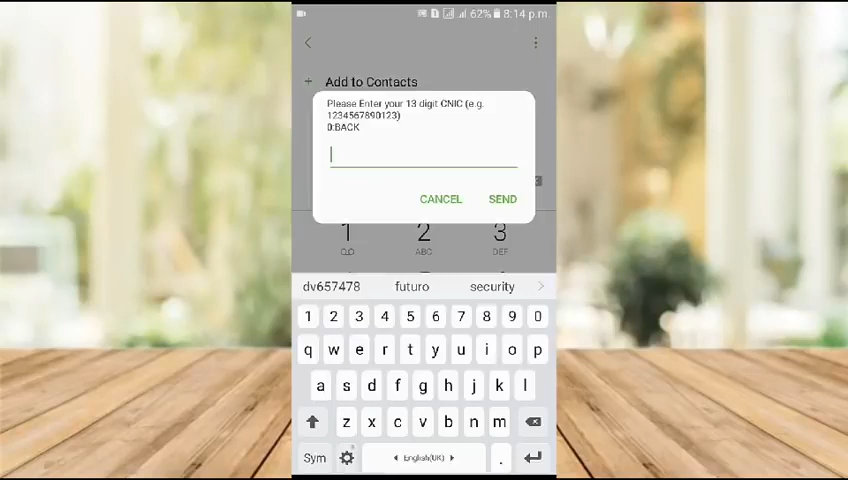 62% 8:14 p.m.
+ Add to Contacts
Please Enter your 13 digit CNIC (e.g.
1234567890123)
0:BACK
CANCEL SEND
1 2 3
ABC DEF
dv657478 futuro security
1 2 3 4 5 6 7 8 9 0
q w e r t y u i o p
a s d f g h j k l
z x c v b n m
Sym English(UK) .